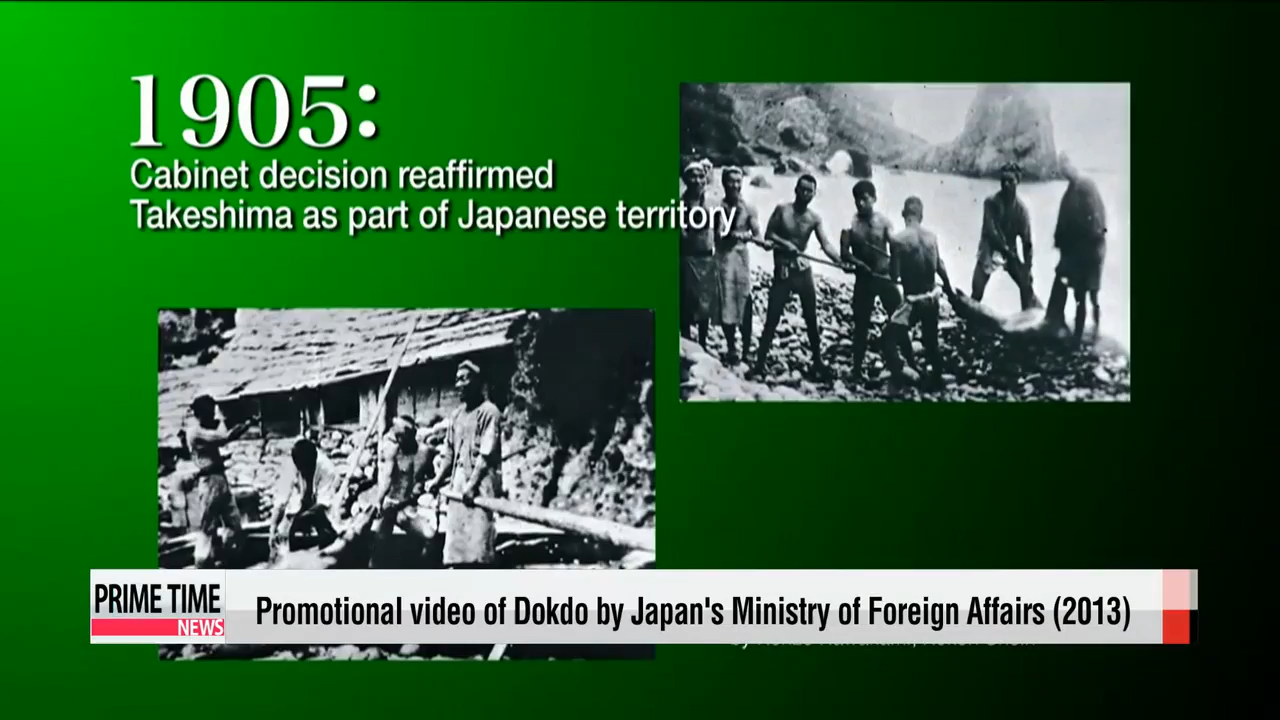 1905:
Cabinet decision reaffirmed
Takeshima as part of Japanese territory
PRIME TIME
NEWS
Promotional video of Dokdo by Japan's Ministry of Foreign Affairs (2013)